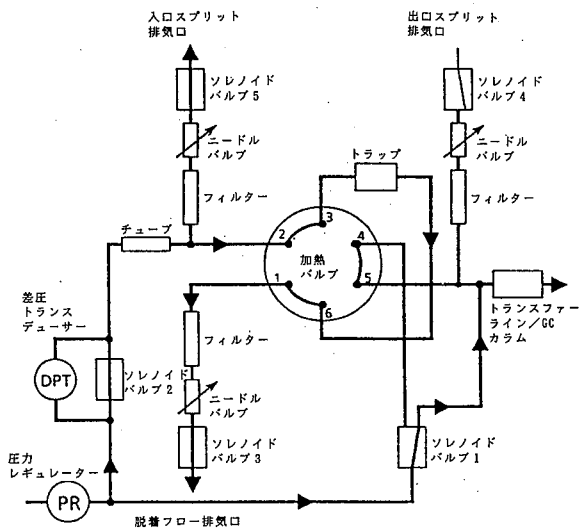 入口スプリット
排気口
出口スプリット
排気口
ソレノイド
バルブ5
ソレノイド
バルブ4
ニードル
バルブ
ニードル
バルブ
トラップ
フィルター
フィルター
チューブ
2
3
4
加熱
バルブ
1
5
6
差圧
トランス
デューサー
トランスファー
ライン/GC
カラム
フィルター
DPT
ソレノイド
バルブ2
ニードル
バルブ
圧力
レギュレーター
ソレノイド
バルブ3
ソレノイド
バルブ1
PR
脱着フロー排気口